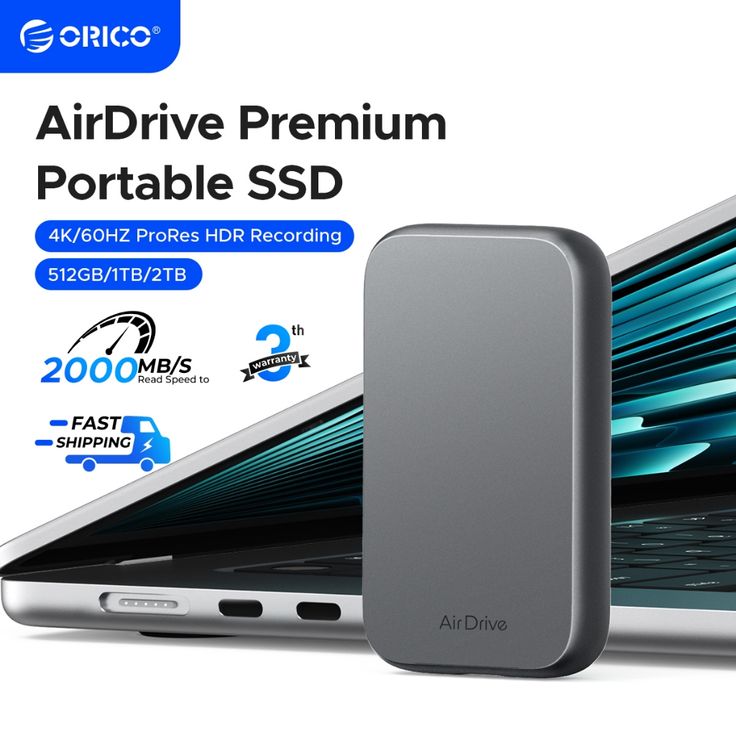 ORICO®
AirDrive Premium
Portable SSD
4K/60HZ ProRes HDR Recording
512GB/1TB/2TB
2000MB/S
Read Speed to
3th
warranty
FAST
SHIPPING
AirDrive